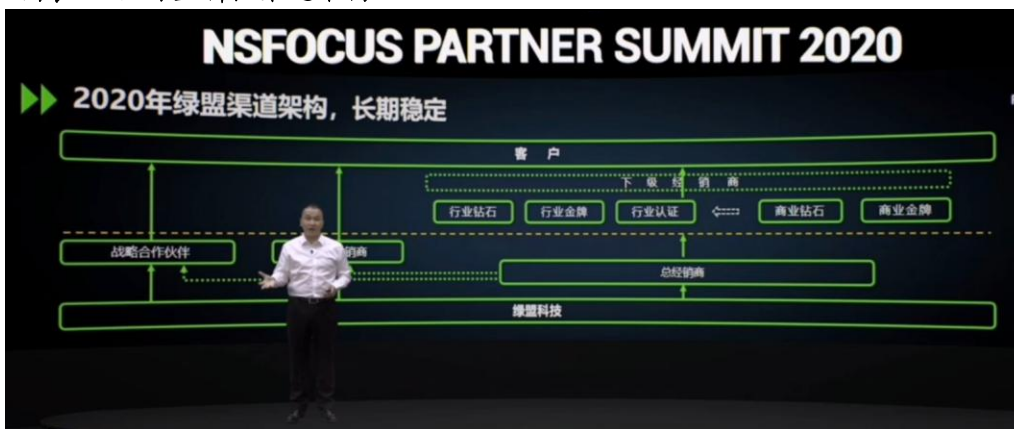 NSFOCUS PARTNER SUMMIT 2020
2020年绿盟渠道架构，长期稳定
客 户
下 级 经 销 商
行业钻石 行业金牌 行业认证 商业钻石 商业金牌
战略合作伙伴 销商
总经销商
绿盟科技